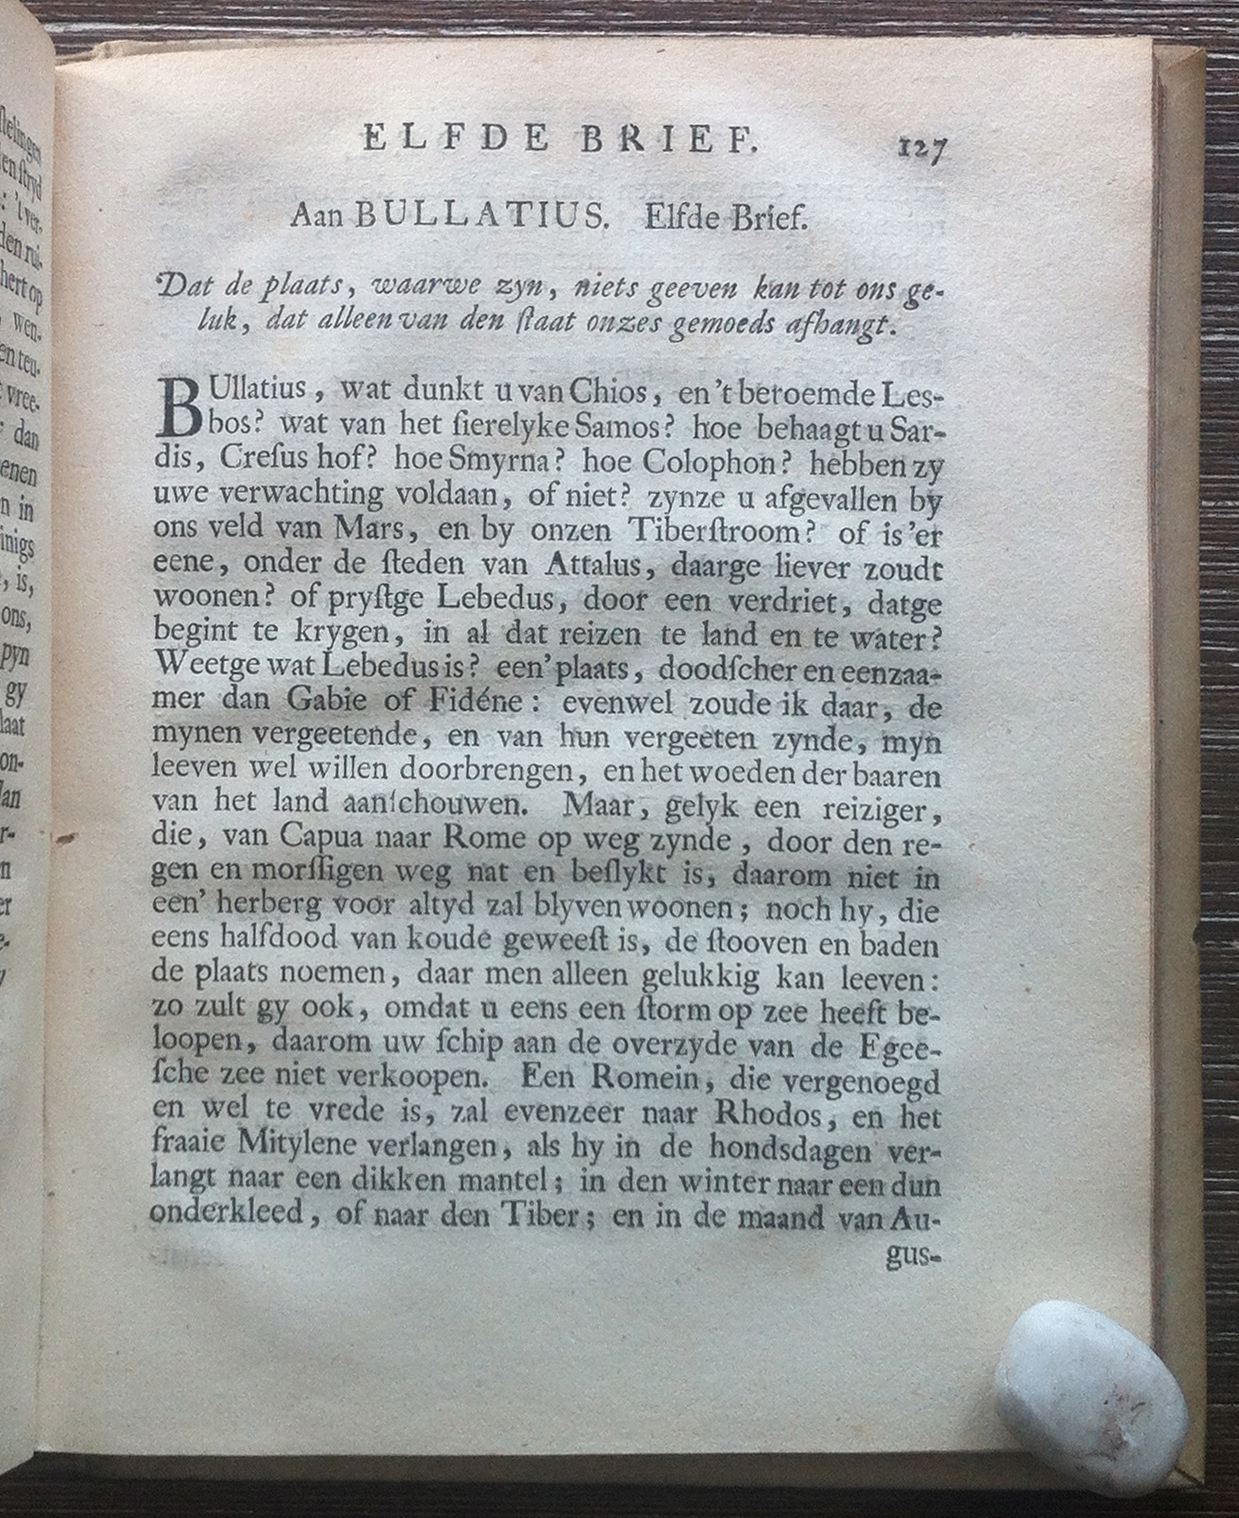 ELFDE BRIEF. 127
Aan BULLATIUS. Elfde Brief.
Dat de plaats, waarwe zyn, niets geeven kan tot ons ge-
luk, dat alleen van den ſtaat onzes gemoeds afhangt.
BUllatius, wat dunkt u van Chios, en 't beroemde Les-
bos? wat van het ſierelyke Samos? hoe behaagt u Sar-
dis, Creſus hof? hoe Smyrna? hoe Colophon? hebben zy
uwe verwachting voldaan, of niet? zynze u afgevallen by
ons veld van Mars, en by onzen Tiberſtroom? of is 'er
eene, onder de ſteden van Attalus, daarge liever zoudt
woonen? of pryſtge Lebedus, door een verdriet, datge
begint te krygen, in al dat reizen te land en te water?
Weetge wat Lebedus is? een' plaats, doodſcher en eenzaa-
mer dan Gabie of Fidéne: evenwel zoude ik daar, de
mynen vergeetende, en van hun vergeeten zynde, myn
leeven wel willen doorbrengen, en het woeden der baaren
van het land aanſchouwen. Maar, gelyk een reiziger,
die, van Capua naar Rome op weg zynde, door den re-
gen en morſſigen weg nat en beſlykt is, daarom niet in
een' herberg voor altyd zal blyven woonen; noch hy, die
eens halfdood van koude geweeſt is, de ſtooven en baden
de plaats noemen, daar men alleen gelukkig kan leeven:
zo zult gy ook, omdat u eens een ſtorm op zee heeft be-
loopen, daarom uw ſchip aan de overzyde van de Egee-
ſche zee niet verkoopen. Een Romein, die vergenoegd
en wel te vrede is, zal evenzeer naar Rhodos, en het
fraaie Mitylene verlangen, als hy in de hondsdagen ver-
langt naar een dikken mantel; in den winter naar een dun
onderkleed, of naar den Tiber; en in de maand van Au-
gus-